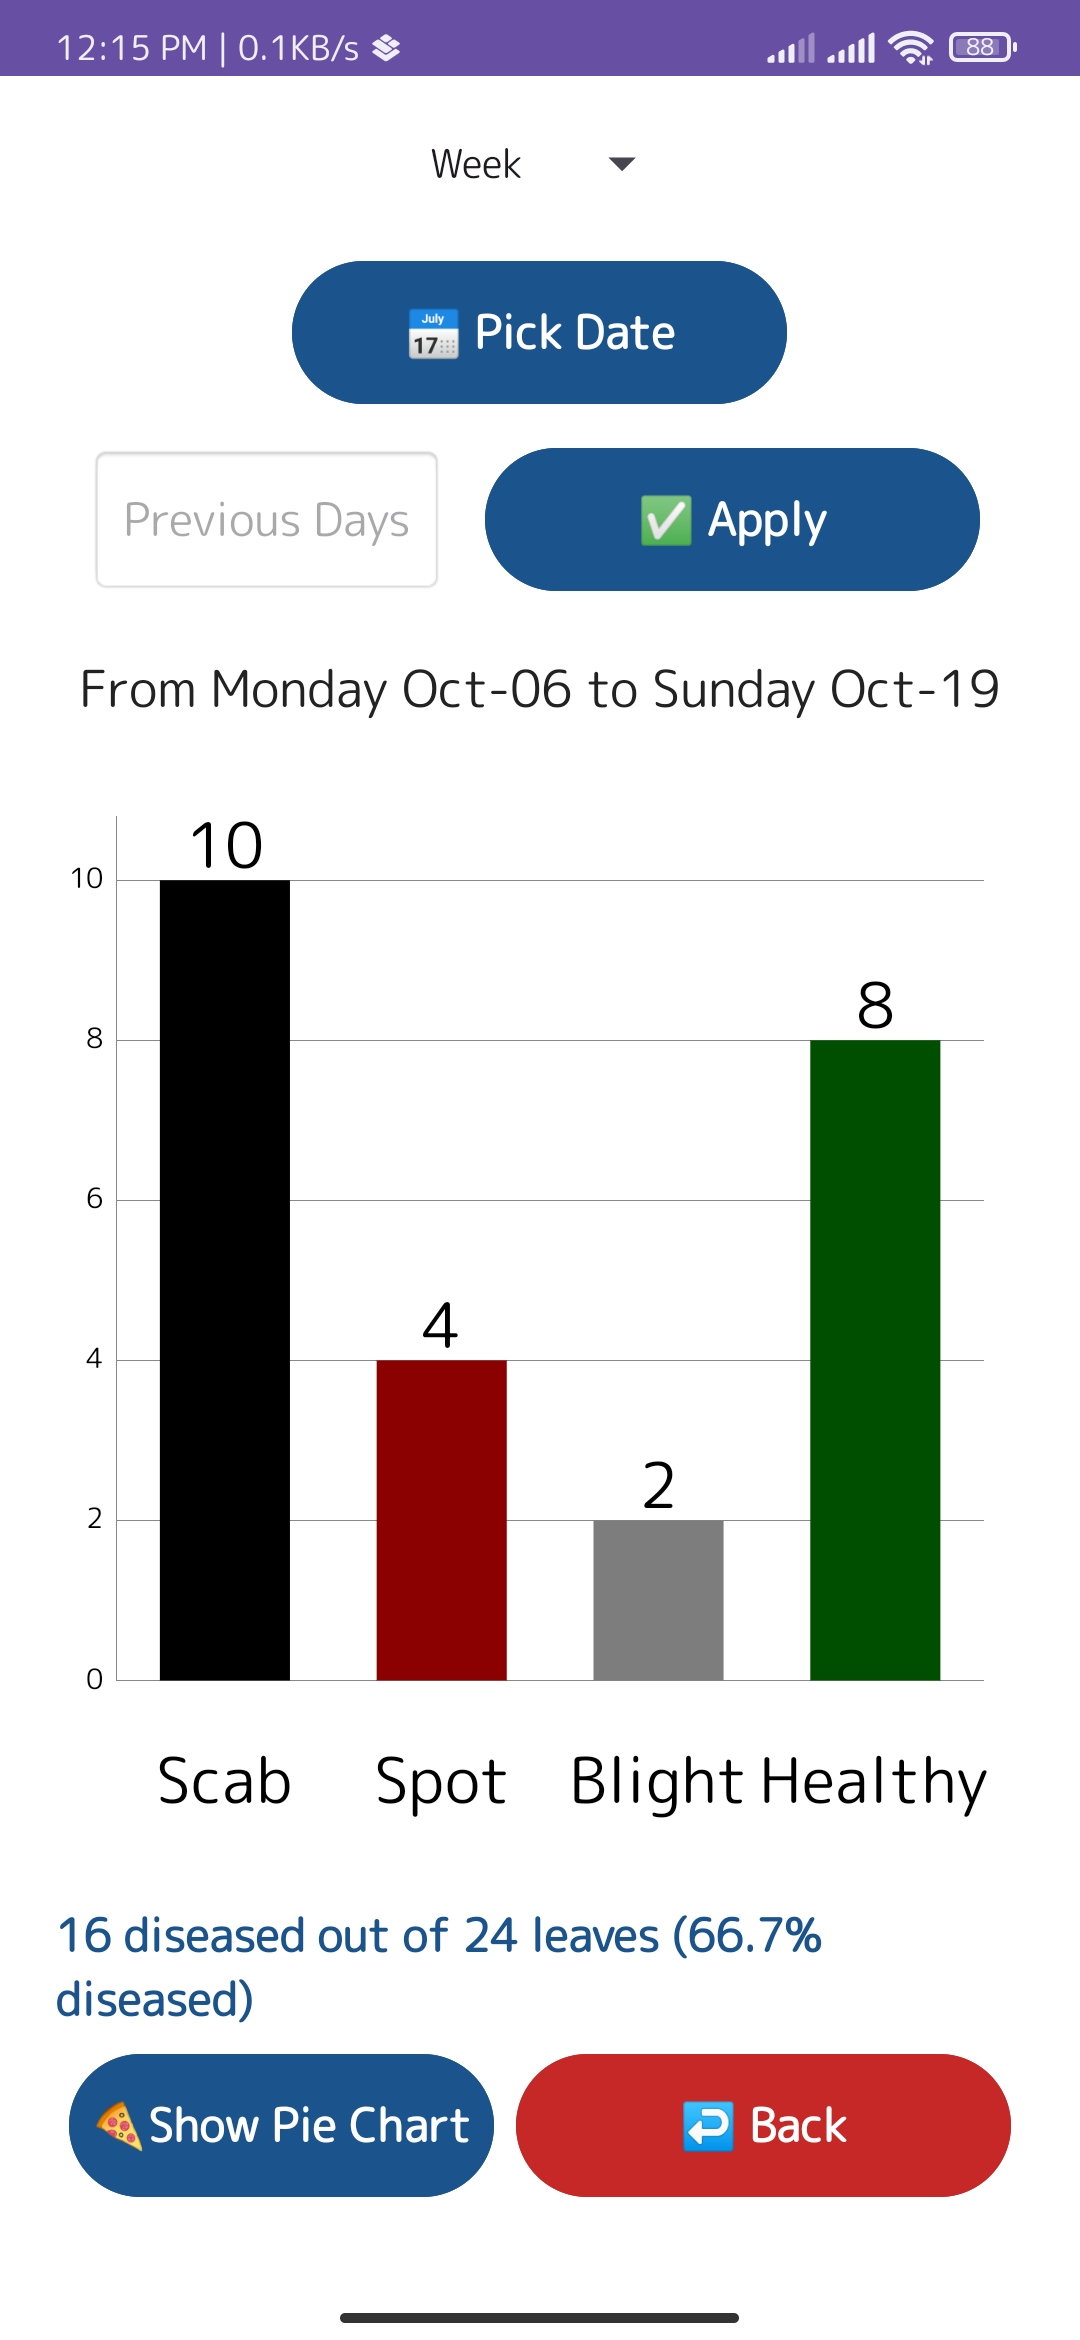 12:15 PM | 0.1KB/s
88
Week
July
17
Pick Date
Previous Days
Apply
From Monday Oct-06 to Sunday Oct-19
10
10
8
8
6
4
4
2
2
0
Scab Spot Blight Healthy
16 diseased out of 24 leaves (66.7%
diseased)
Show Pie Chart
Back